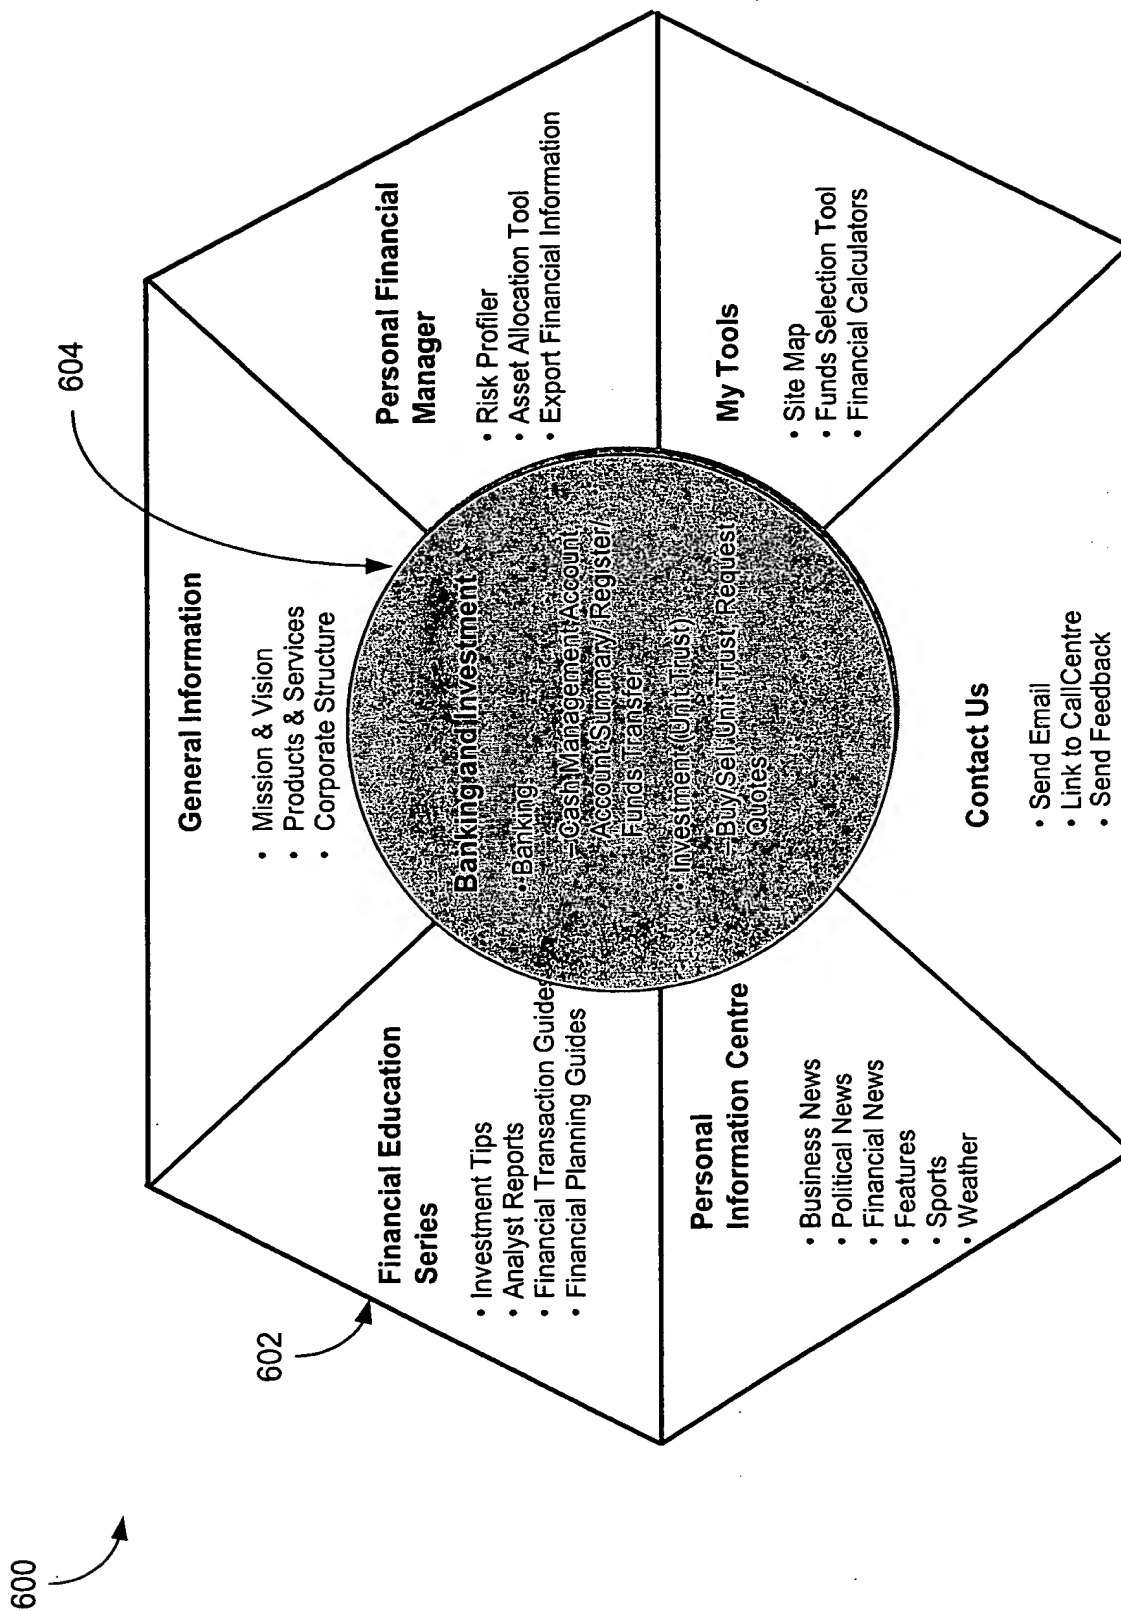 600
602
604
General Information
• Mission & Vision
• Products & Services
• Corporate Structure
Financial Education
Series
• Investment Tips
• Analyst Reports
• Financial Transaction Guides
• Financial Planning Guides
Personal Financial
Manager
• Risk Profiler
• Asset Allocation Tool
• Export Financial Information
Banking and Investment
• Banking
– Cash Management Account
Account Summary/Register/
Funds Transfer
• Investment (Unit Trust)
– Buy/Sell Unit Trust Request
Quotes
Personal
Information Centre
• Business News
• Political News
• Financial News
• Features
• Sports
• Weather
My Tools
• Site Map
• Funds Selection Tool
• Financial Calculators
Contact Us
• Send Email
• Link to CallCentre
• Send Feedback